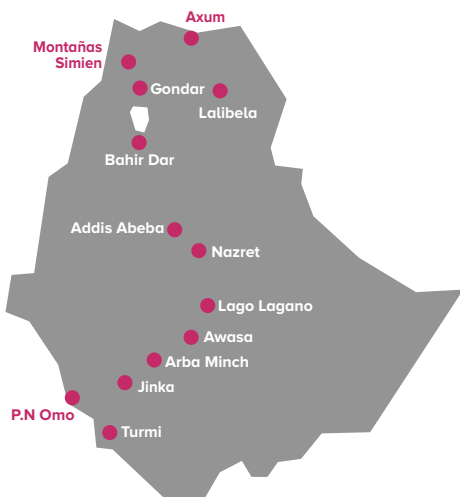 Axum
Montañas
Simien
Gondar
Lalibela
Bahir Dar
Addis Abeba
Nazret
Lago Lagano
Awasa
Arba Minch
Jinka
P.N Omo
Turmi